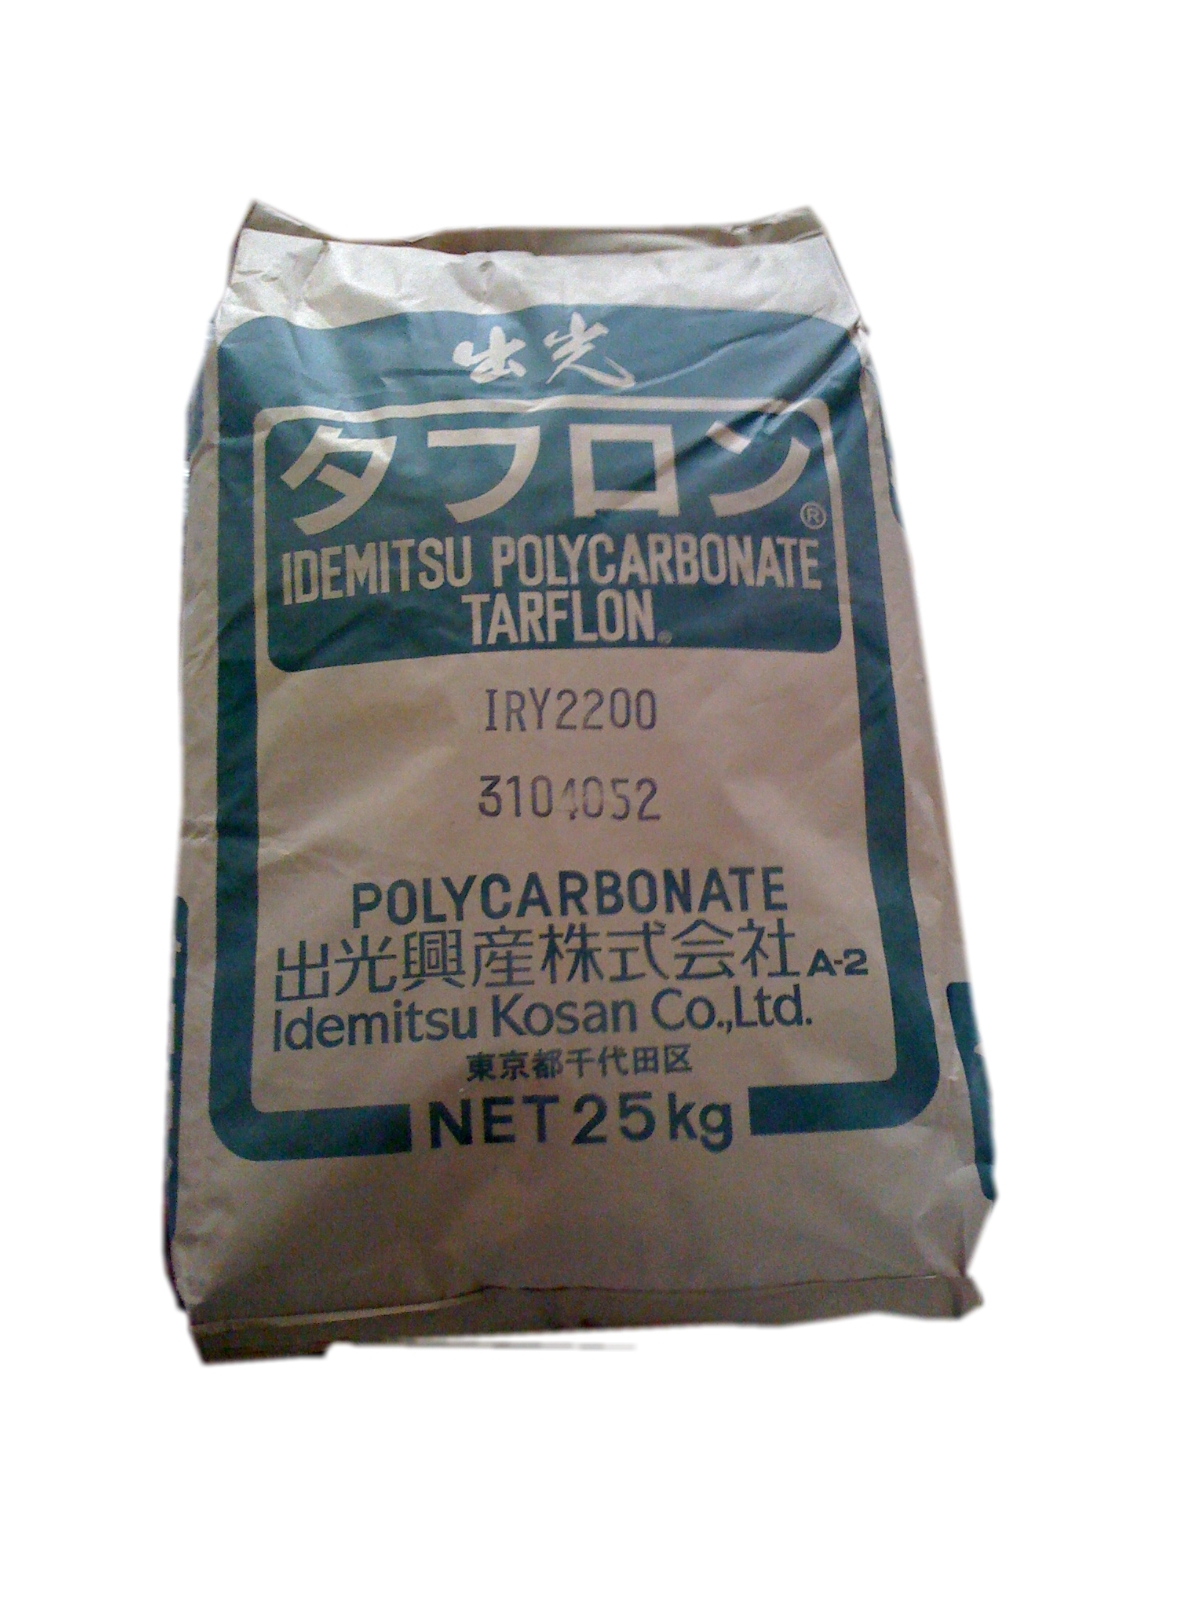 出光
タフロン®
IDEMITSU POLYCARBONATE
TARFLON®
IRY2200
3104052
POLYCARBONATE
出光興産株式会社 A-2
Idemitsu Kosan Co.,Ltd.
東京都千代田区
NET 25kg